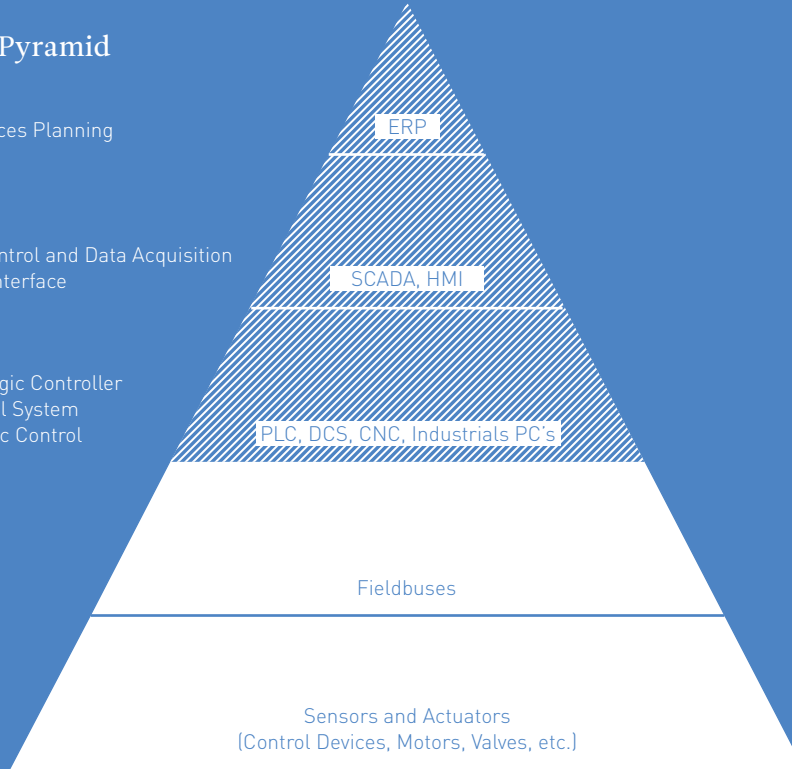 Pyramid
ERP
ces Planning
ntrol and Data Acquisition
SCADA, HMI
nterface
gic Controller
l System
PLC, DCS, CNC, Industrials PC’s
c Control
Fieldbuses
Sensors and Actuators
(Control Devices, Motors, Valves, etc.)